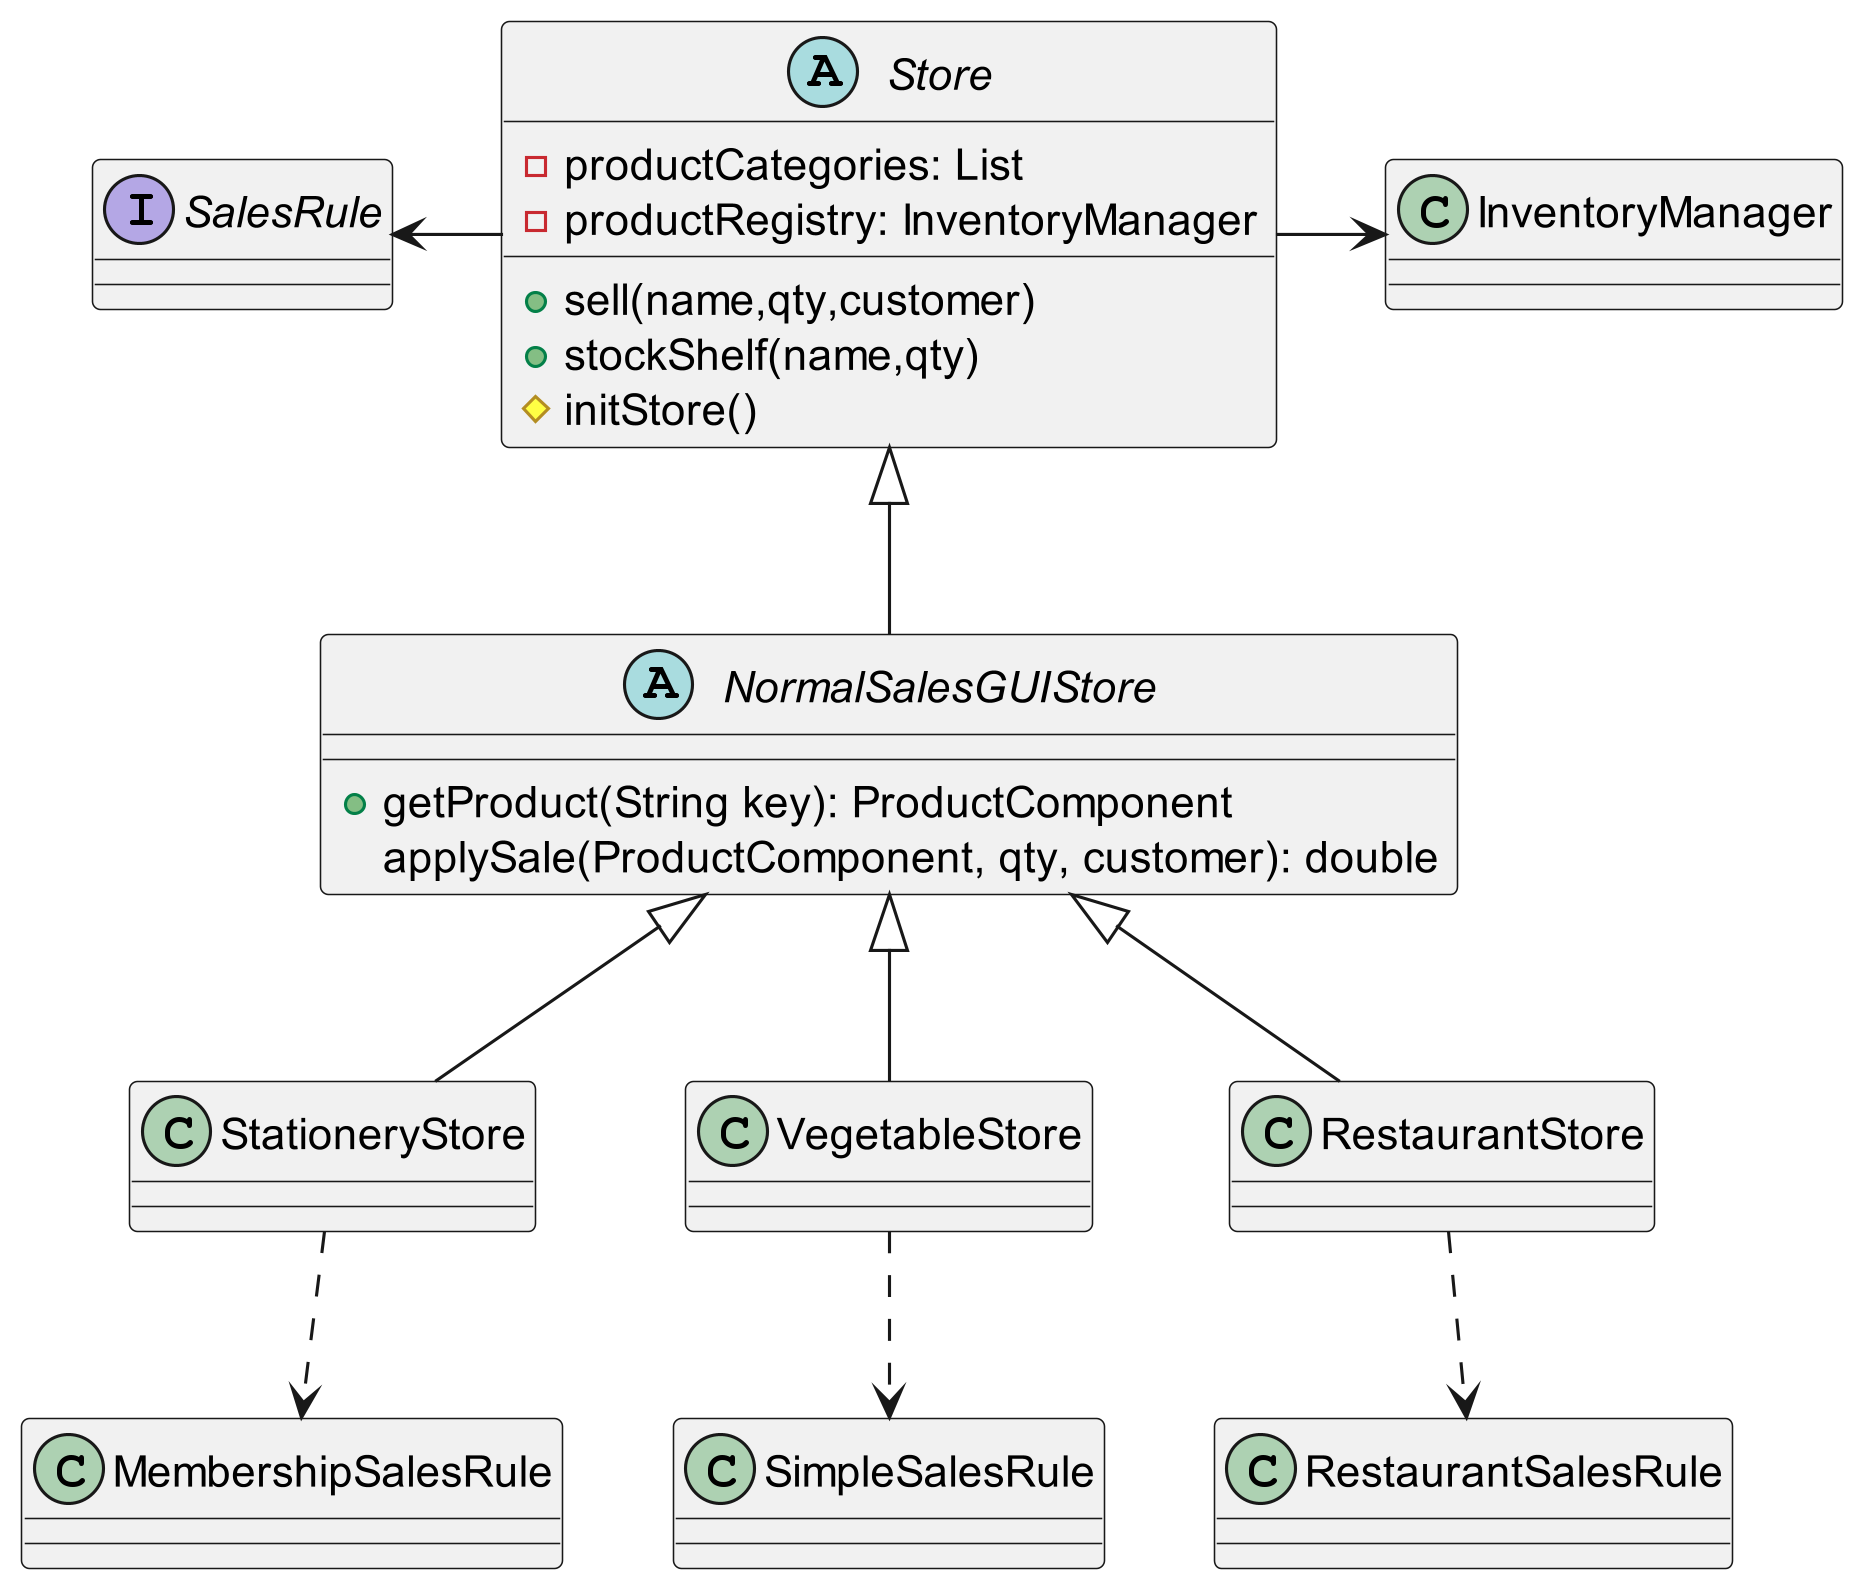 A Store
productCategories: List
productRegistry: InventoryManager
sell(name,qty,customer)
stockShelf(name,qty)
initStore()
I SalesRule
C InventoryManager
A NormalSalesGUIStore
getProduct(String key): ProductComponent
applySale(ProductComponent, qty, customer): double
C StationeryStore
C VegetableStore
C RestaurantStore
C MembershipSalesRule
C SimpleSalesRule
C RestaurantSalesRule